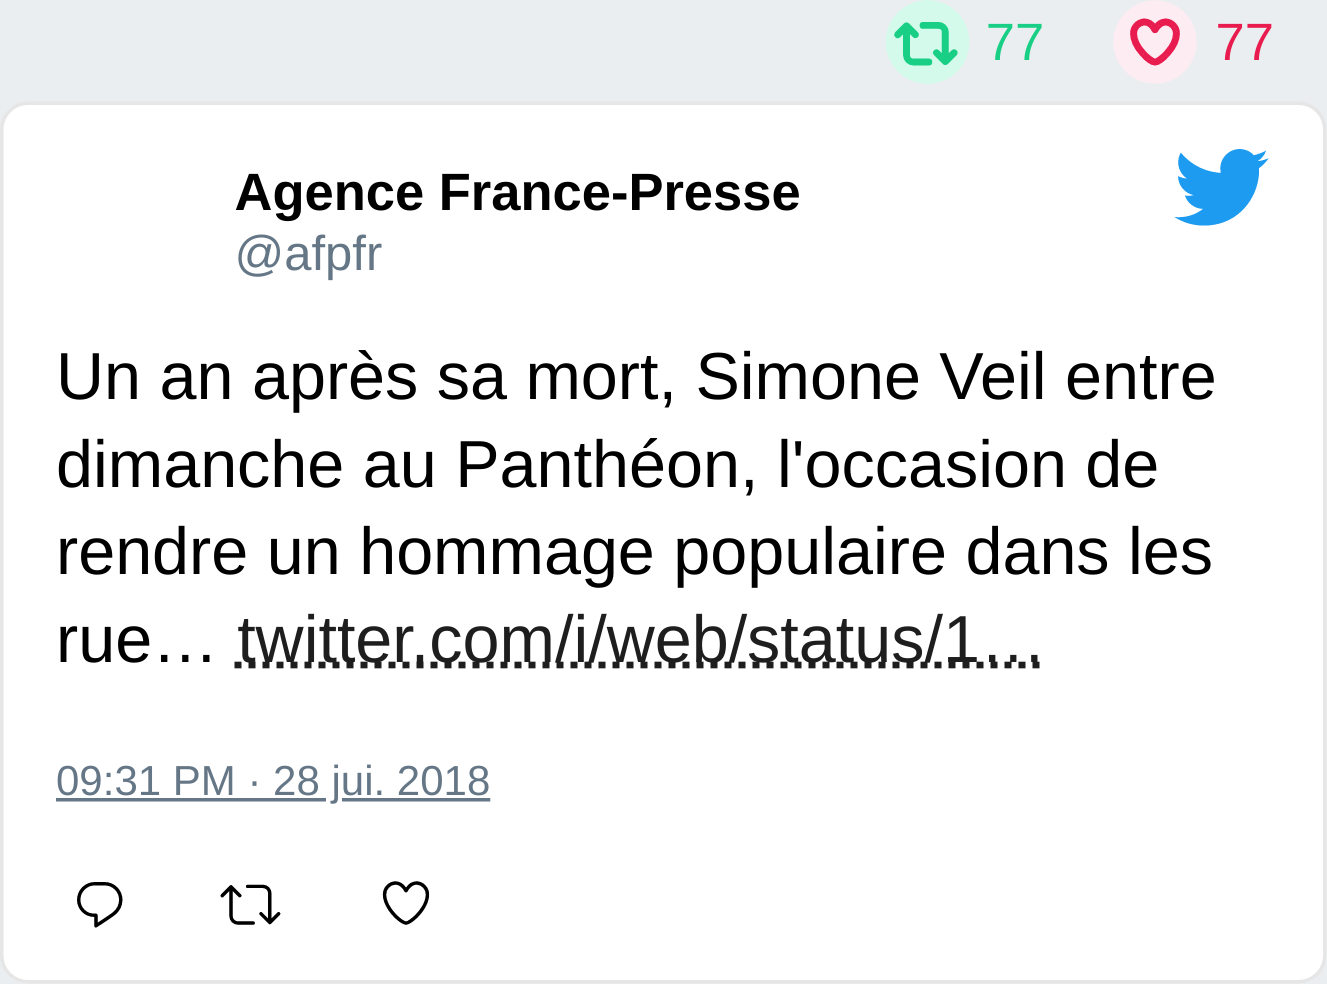 77 77
Agence France-Presse
@afpfr
Un an après sa mort, Simone Veil entre
dimanche au Panthéon, l'occasion de
rendre un hommage populaire dans les
rue… twitter.com/i/web/status/1…
09:31 PM · 28 jui. 2018